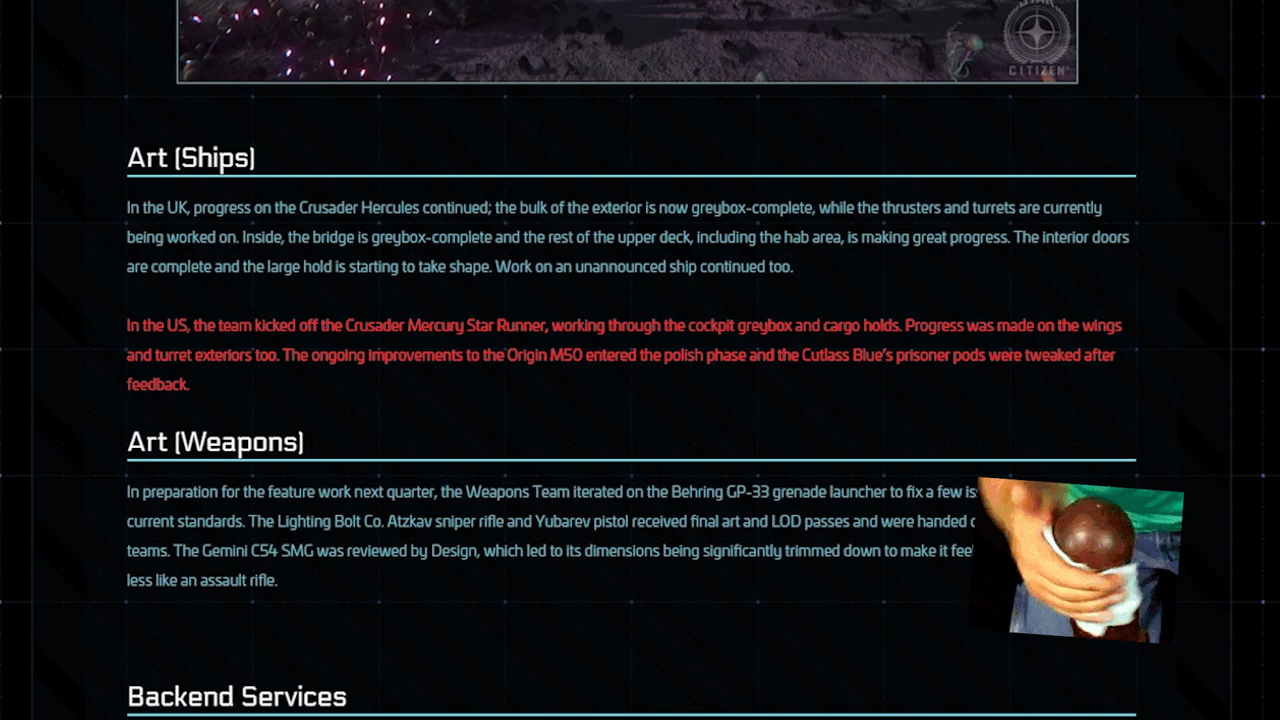 STAR
CITIZEN
Art (Ships)
In the UK, progress on the Crusader Hercules continued; the bulk of the exterior is now greybox-complete, while the thrusters and turrets are currently
being worked on. Inside, the bridge is greybox-complete and the rest of the upper deck, including the hab area, is making great progress. The interior doors
are complete and the large hold is starting to take shape. Work on an unannounced ship continued too.
In the US, the team kicked off the Crusader Mercury Star Runner, working through the cockpit greybox and cargo holds. Progress was made on the wings
and turret exteriors too. The ongoing improvements to the Origin M50 entered the polish phase and the Cutlass Blue's prisoner pods were tweaked after
feedback.
Art (Weapons)
In preparation for the feature work next quarter, the Weapons Team iterated on the Behring GP-33 grenade launcher to fix a few
current standards. The Lighting Bolt Co. Atzkav sniper rifle and Yubarev pistol received final art and LOD passes and were handed
teams. The Gemini C54 SMG was reviewed by Design, which led to its dimensions being significantly trimmed down to make it feel
less like an assault rifle.
Backend Services